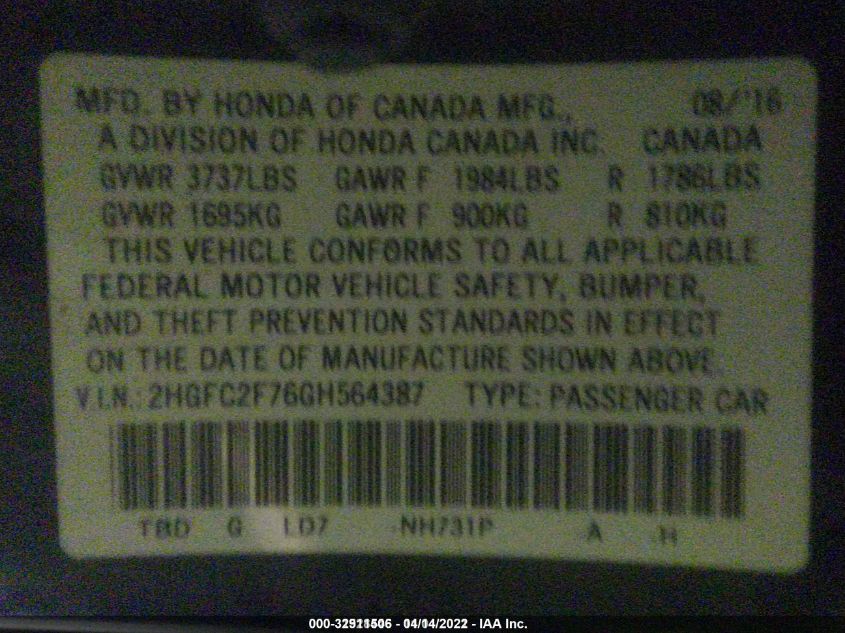 MFD. BY HONDA OF CANADA MFG., 08/'16
A DIVISION OF HONDA CANADA INC. CANADA
GVWR 3737LBS GAWR F 1984LBS R 1786LBS
GVWR 1695KG GAWR F 900KG R 810KG
THIS VEHICLE CONFORMS TO ALL APPLICABLE
FEDERAL MOTOR VEHICLE SAFETY, BUMPER,
AND THEFT PREVENTION STANDARDS IN EFFECT
ON THE DATE OF MANUFACTURE SHOWN ABOVE.
V.I.N.: 2HGFC2F76GH564387 TYPE: PASSENGER CAR
TBD G LD7 NH731P A H
- IAA Inc.